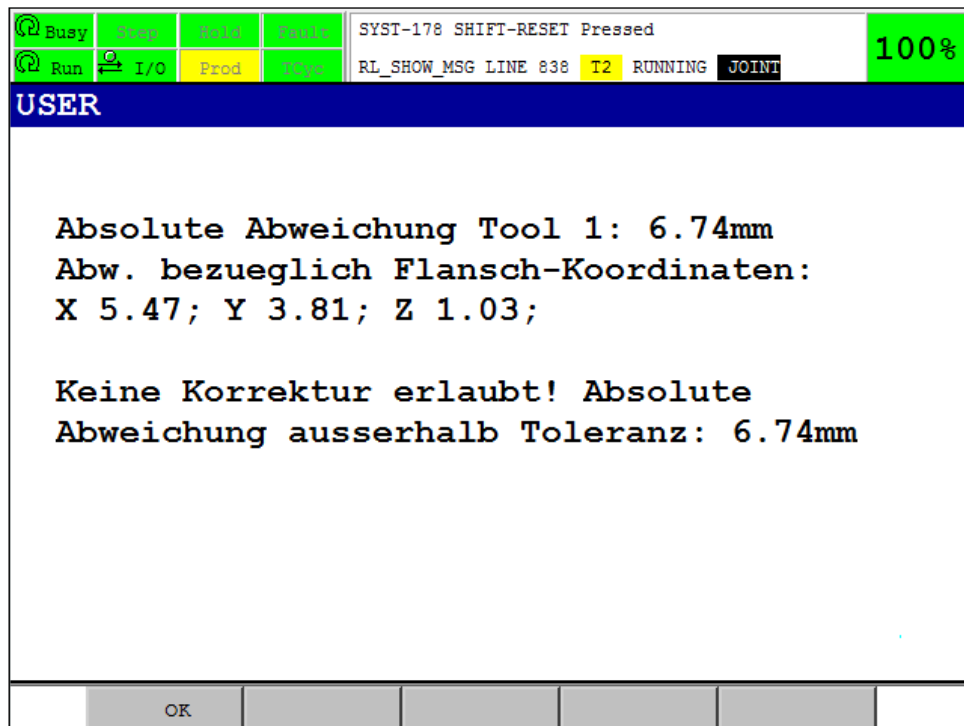 Busy Step Hold Fault SYST-178 SHIFT-RESET Pressed
Run I/O Prod TCyc RL_SHOW_MSG LINE 838 T2 RUNNING JOINT 100%
USER
Absolute Abweichung Tool 1: 6.74mm
Abw. bezueglich Flansch-Koordinaten:
X 5.47; Y 3.81; Z 1.03;
Keine Korrektur erlaubt! Absolute
Abweichung ausserhalb Toleranz: 6.74mm
OK